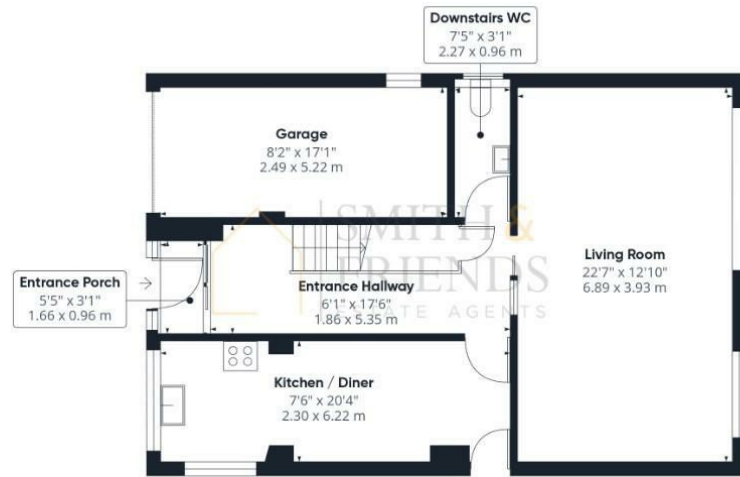 Downstairs WC
7'5" x 3'1"
2.27 x 0.96 m
Garage
8'2" x 17'1"
2.49 x 5.22 m
SMITH &
FRIENDS
ESTATE AGENTS
Living Room
22'7" x 12'10"
6.89 x 3.93 m
Entrance Porch
5'5" x 3'1"
1.66 x 0.96 m
Entrance Hallway
6'1" x 17'6"
1.86 x 5.35 m
Kitchen / Diner
7'6" x 20'4"
2.30 x 6.22 m